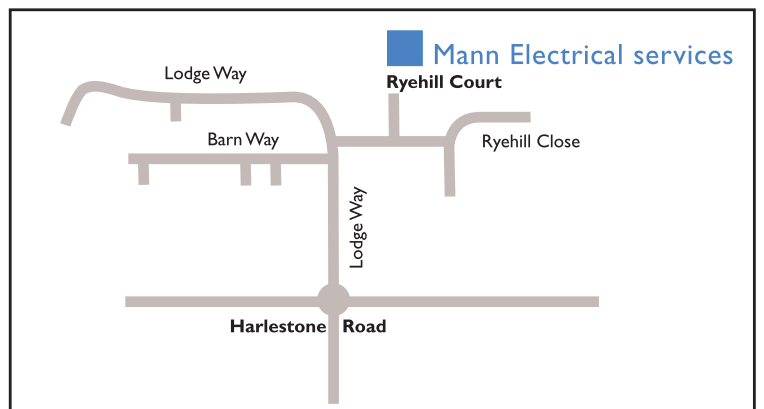 Mann Electrical services
Ryehill Court
Lodge Way
Barn Way
Ryehill Close
Lodge Way
Harlestone Road